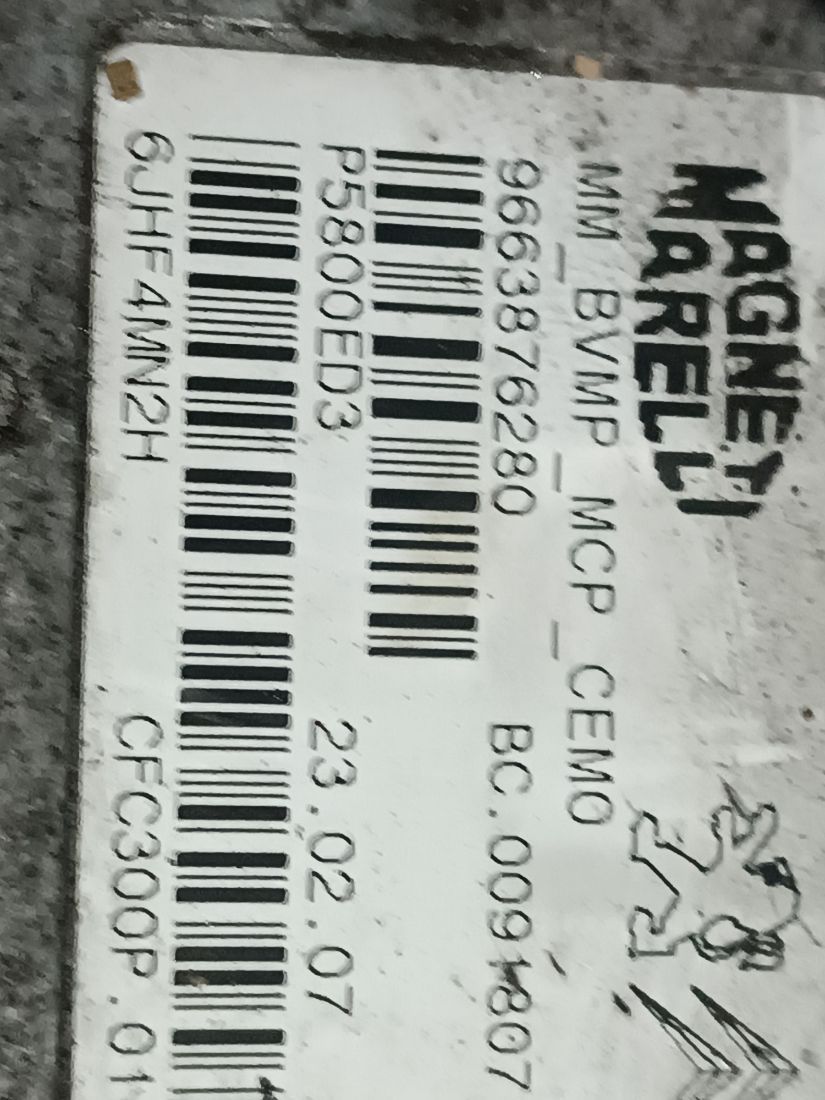 MAGNETI
MARELLI
MM_BVMP_MCP_CEMO
9663876280 BC.0091807
P5800ED3 23.02.07
6JHF4MN2H CFC300P.01